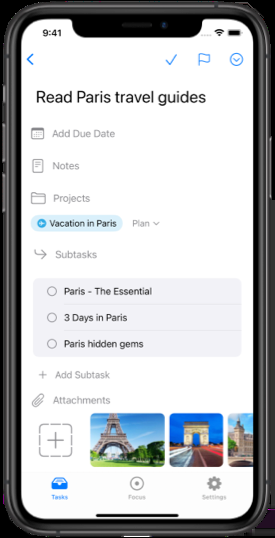 9:41
Read Paris travel guides
Add Due Date
Notes
Projects
Vacation in Paris Plan
Subtasks
Paris - The Essential
3 Days in Paris
Paris hidden gems
Add Subtask
Attachments
Tasks Focus Settings